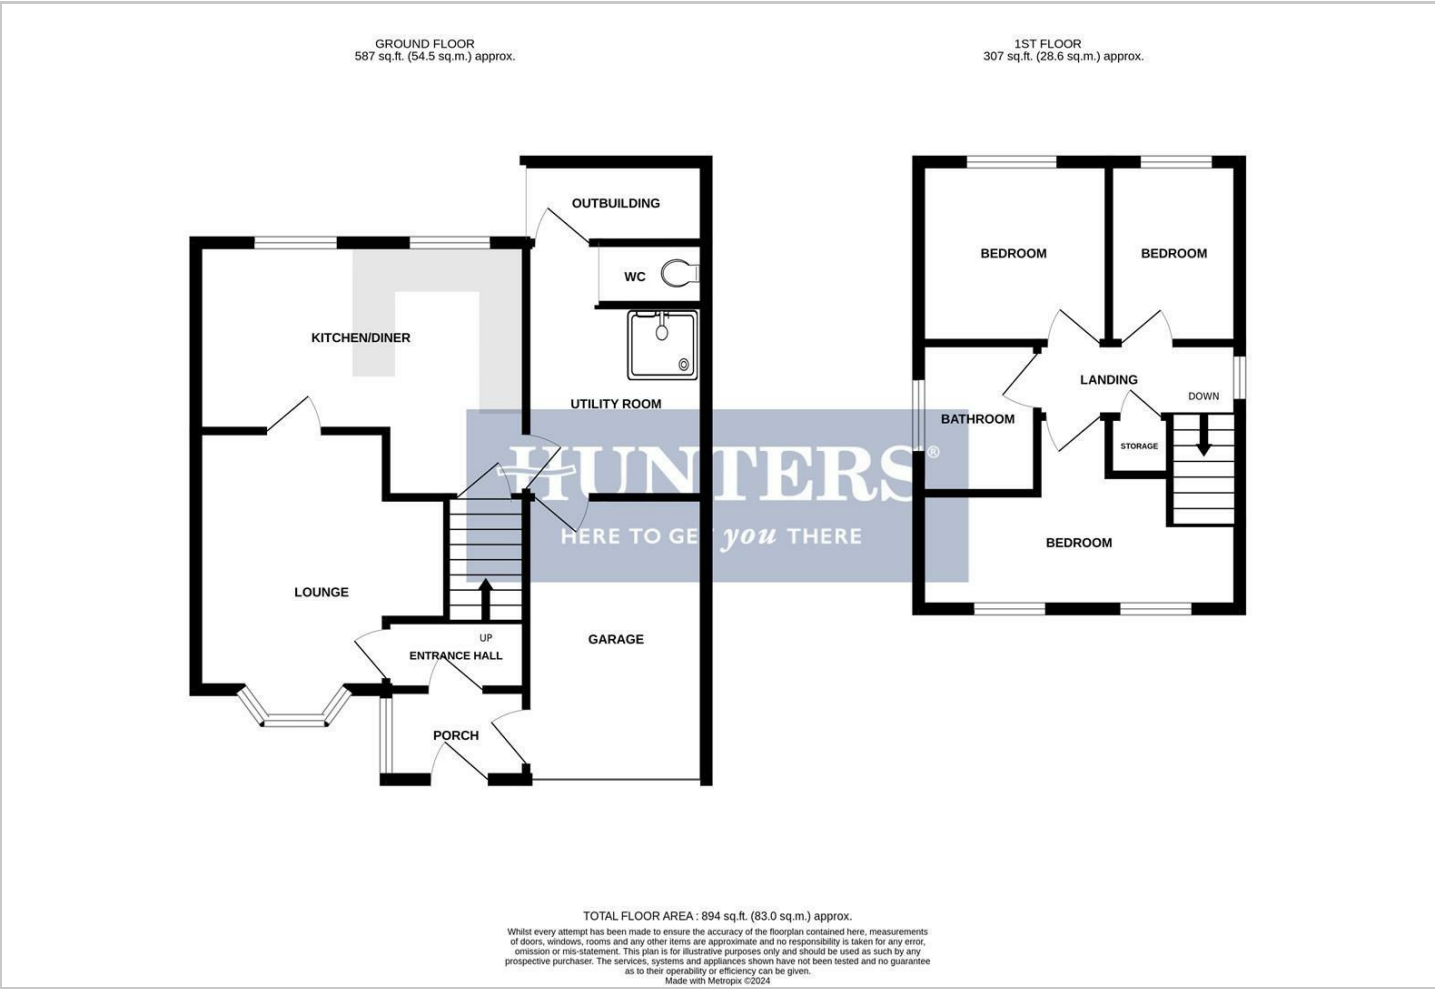 GROUND FLOOR
587 sq.ft. (54.5 sq.m.) approx.
1ST FLOOR
307 sq.ft. (28.6 sq.m.) approx.
OUTBUILDING
WC
KITCHEN/DINER
UTILITY ROOM
LOUNGE
UP
ENTRANCE HALL
GARAGE
PORCH
BEDROOM
BEDROOM
LANDING
DOWN
BATHROOM
STORAGE
BEDROOM
HUNTERS®
HERE TO GET you THERE
TOTAL FLOOR AREA : 894 sq.ft. (83.0 sq.m.) approx.
Whilst every attempt has been made to ensure the accuracy of the floorplan contained here, measurements
of doors, windows, rooms and any other items are approximate and no responsibility is taken for any error,
omission or mis-statement. This plan is for illustrative purposes only and should be used as such by any
prospective purchaser. The services, systems and appliances shown have not been tested and no guarantee
as to their operability or efficiency can be given.
Made with Metropix ©2024